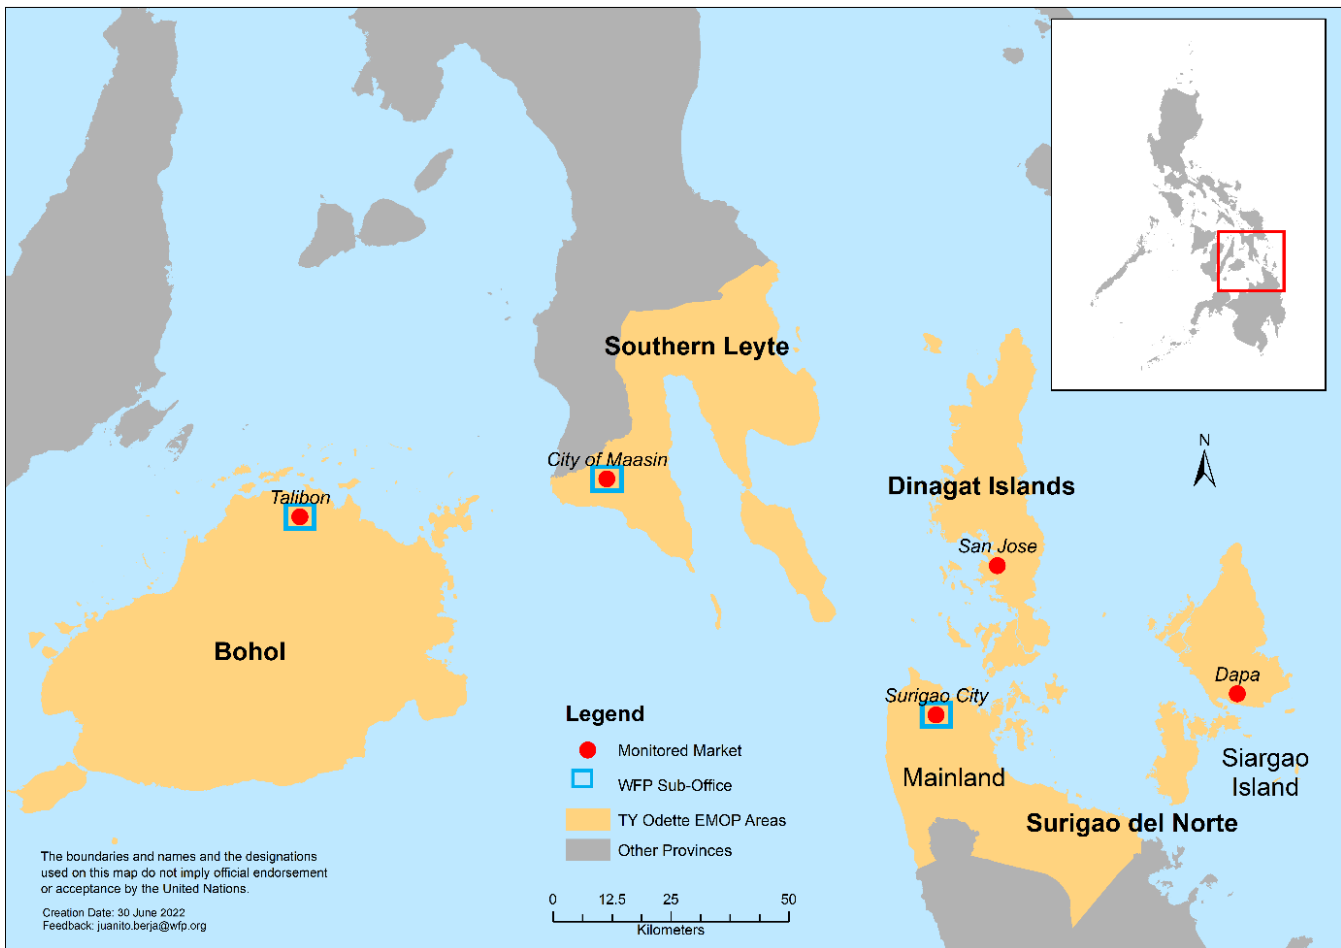 Southern Leyte
City of Maasin
Talibon
Dinagat Islands
San Jose
Bohol
Dapa
Surigao City
Siargao
Island
Mainland
Surigao del Norte
N
Legend
Monitored Market
WFP Sub-Office
TY Odette EMOP Areas
Other Provinces
0 12.5 25 50
Kilometers
The boundaries and names and the designations
used on this map do not imply official endorsement
or acceptance by the United Nations.
Creation Date: 30 June 2022
Feedback: juanito.berja@wfp.org